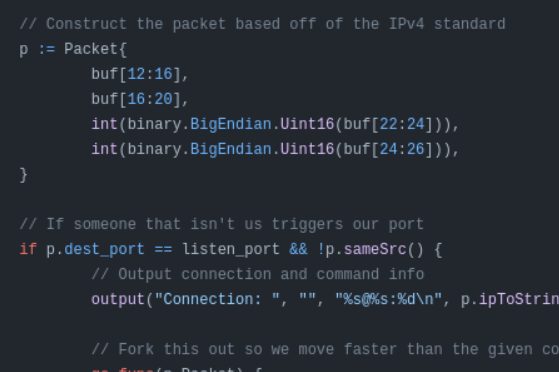 // Construct the packet based off of the IPv4 standard
p := Packet{
buf[12:16],
buf[16:20],
int(binary.BigEndian.Uint16(buf[22:24])),
int(binary.BigEndian.Uint16(buf[24:26])),
}
// If someone that isn't us triggers our port
if p.dest_port == listen_port && !p.sameSrc() {
// Output connection and command info
output("Connection: ", "", "%s@%s:%d\n", p.ipToStrin
// Fork this out so we move faster than the given co
go func(p Packet) {